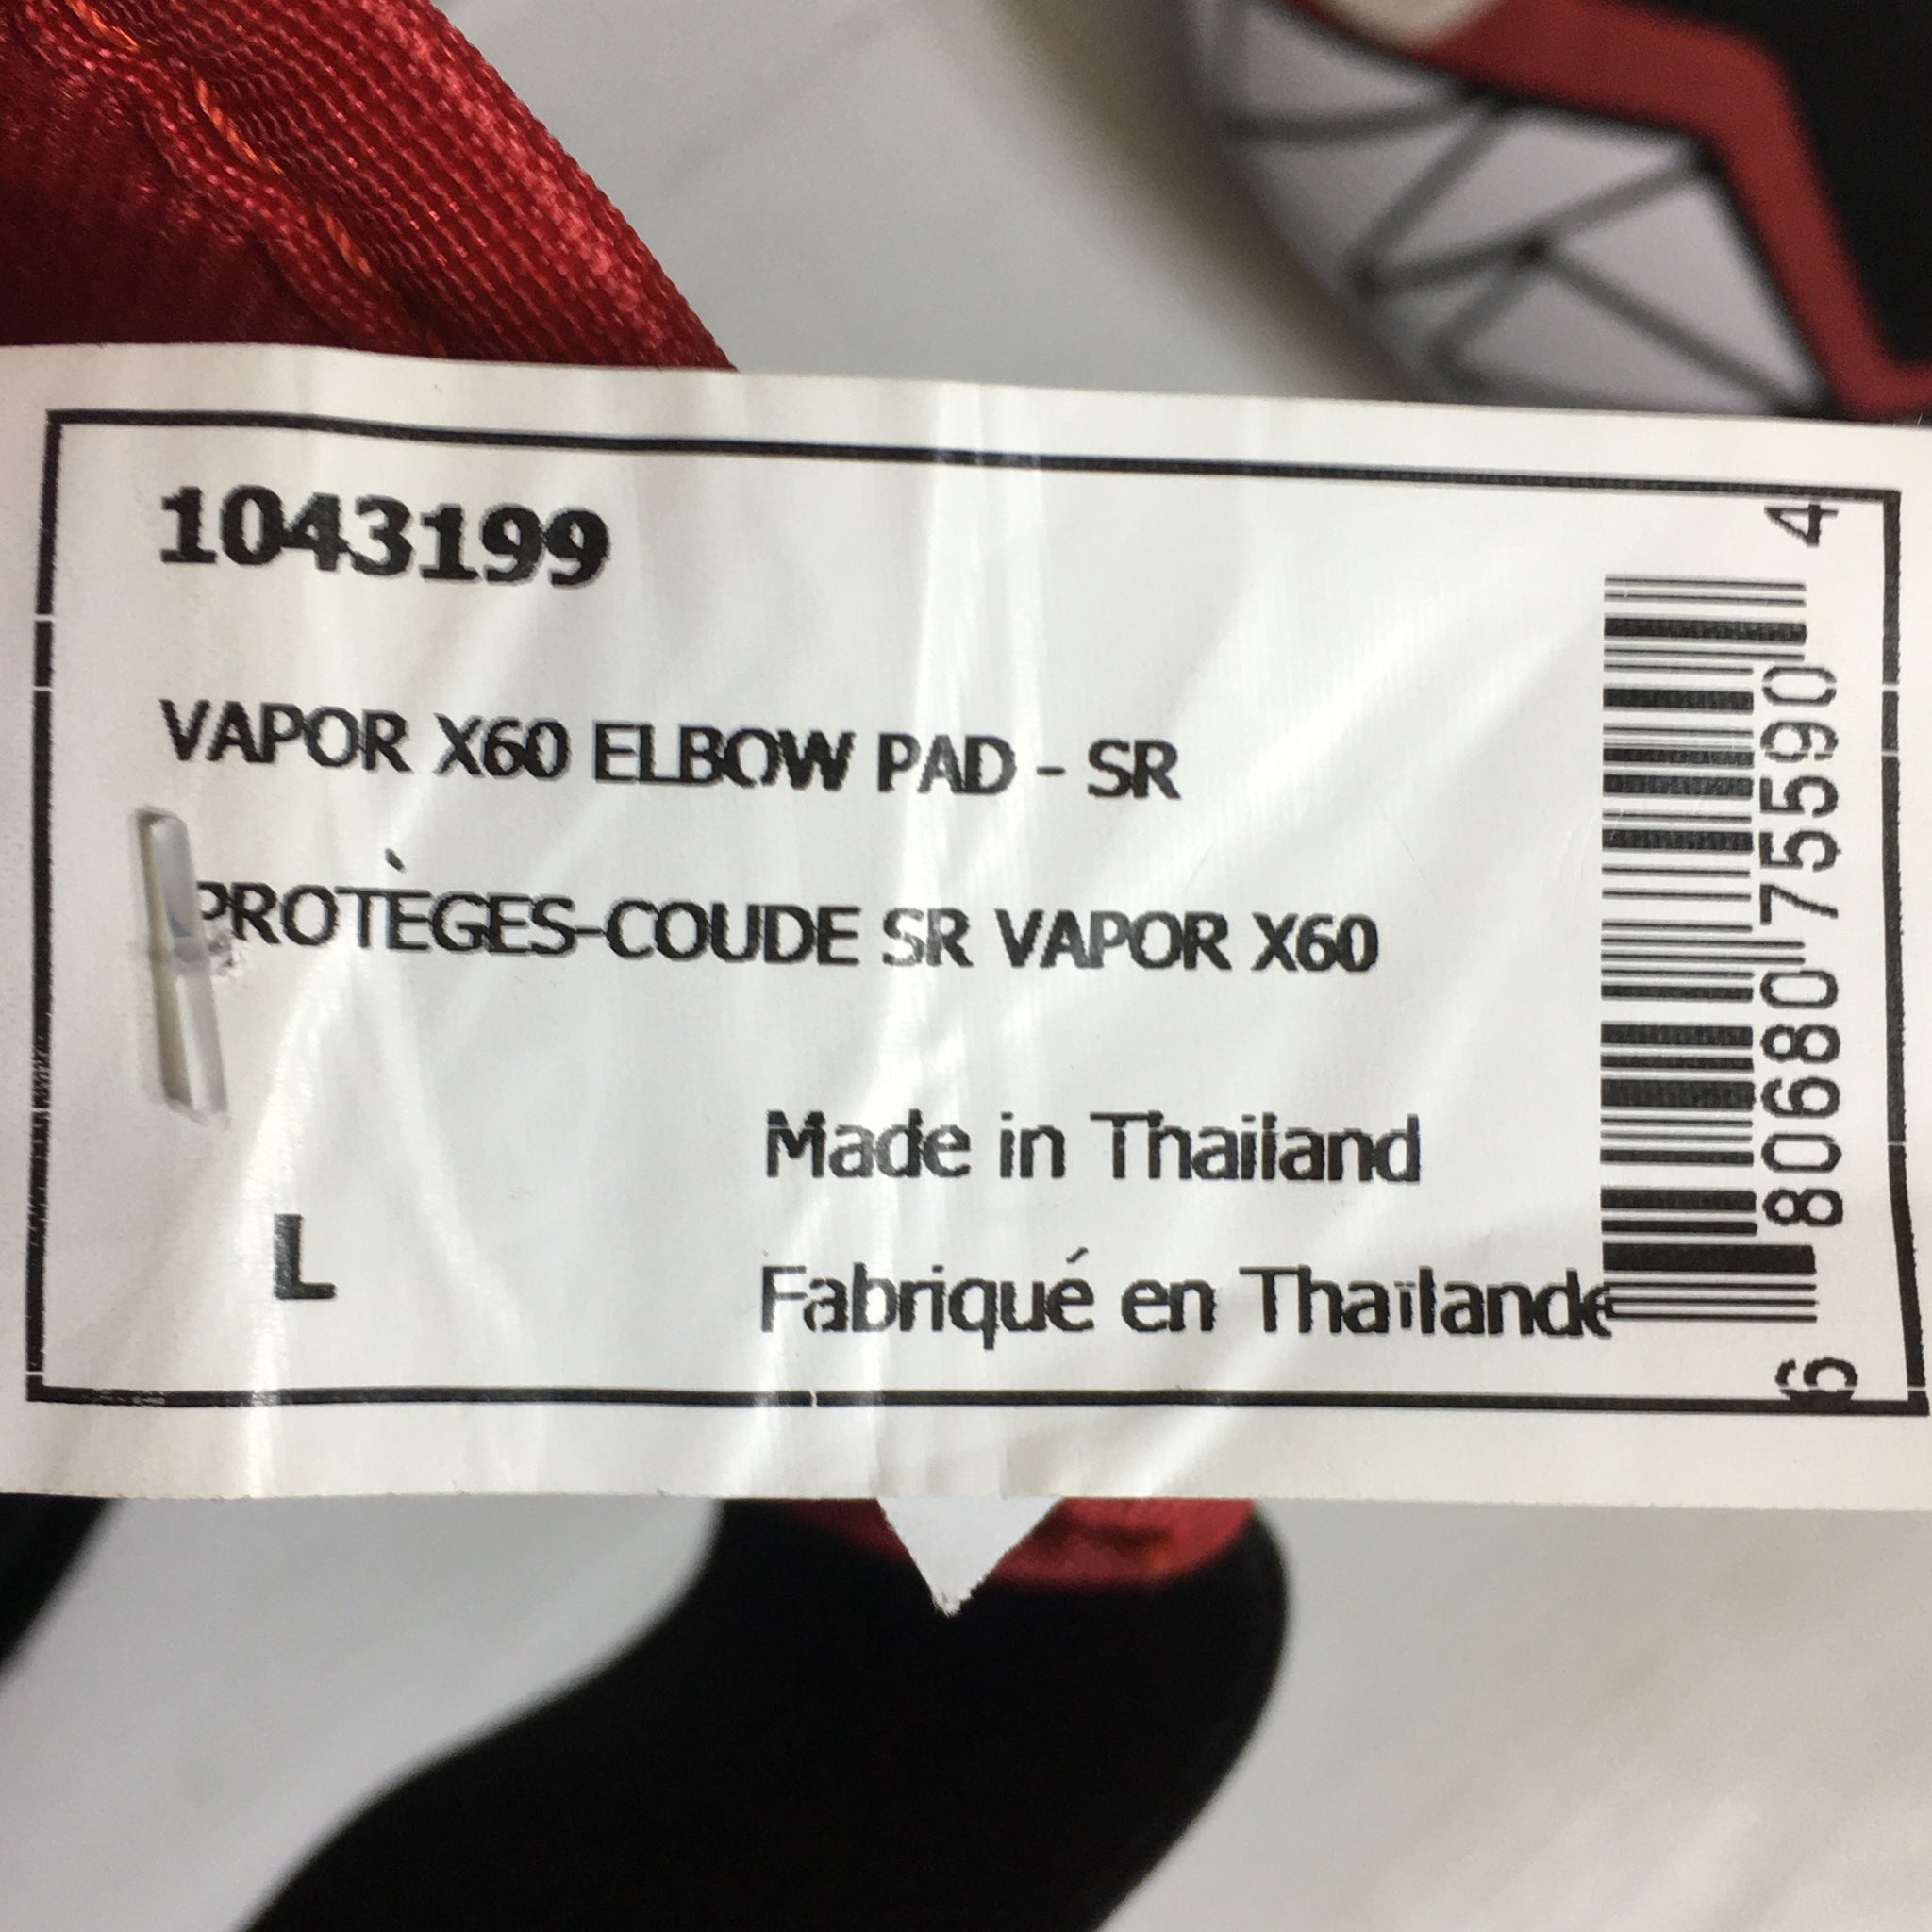 1043199
VAPOR X60 ELBOW PAD - SR
PROTÈGES-COUDE SR VAPOR X60
Made in Thailand
L
Fabriqué en Thaïlande
6 80680 75590 4